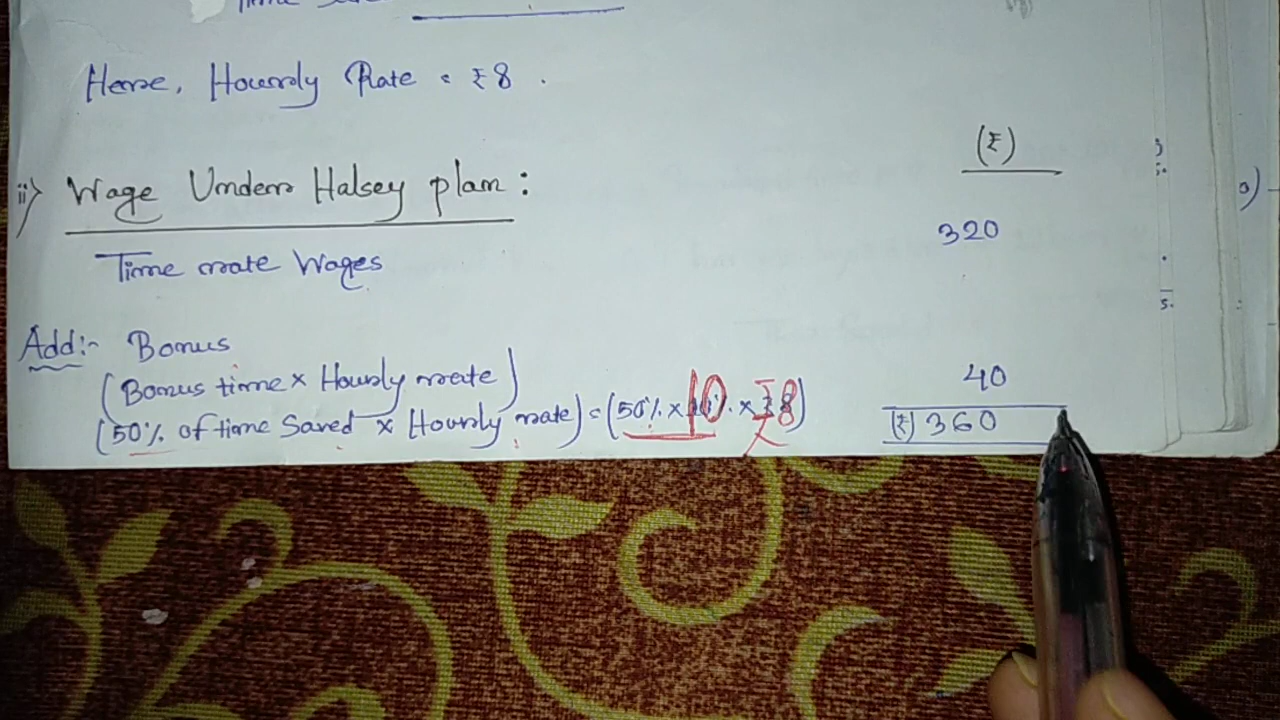 Here, Hourly Rate = ₹8.
(₹)
ii) Wage Under Halsey plan:
Time rate Wages 320
Add:- Bonus
(Bonus time × Hourly rate) 40
(50% of time Saved × Hourly rate) = (50% × 10 × ₹8)
(₹) 360